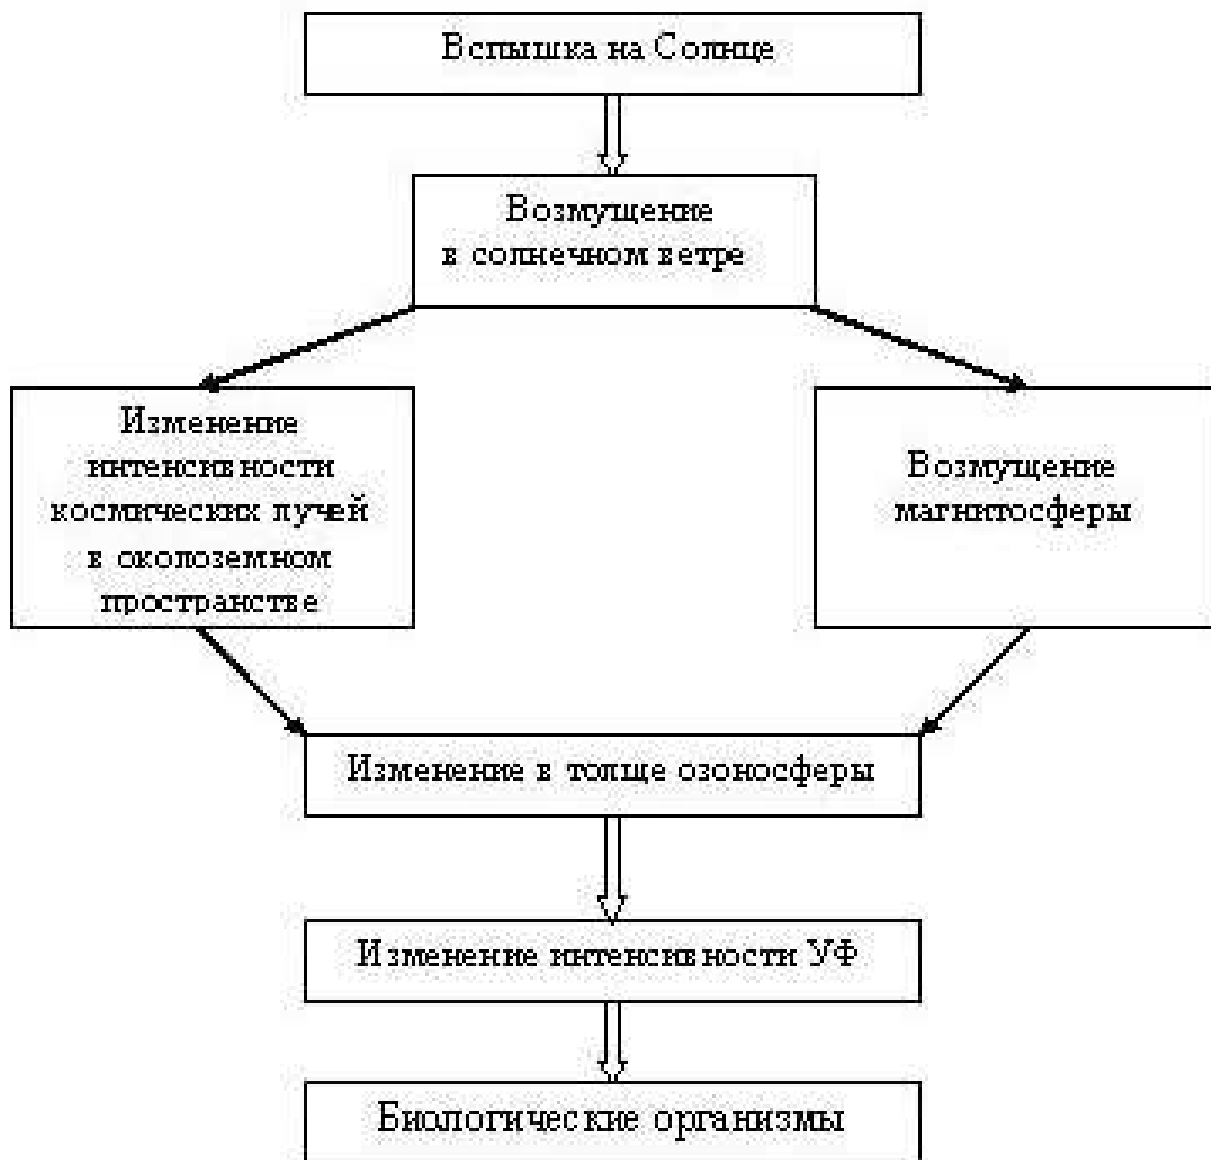 Вспышка на Солнце
Возмущение
в солнечном ветре
Изменение
интенсивности
космических лучей
в околоземном
пространстве
Возмущение
магнитосферы
Изменение в толще озоносферы
Изменение интенсивности УФ
Биологические организмы